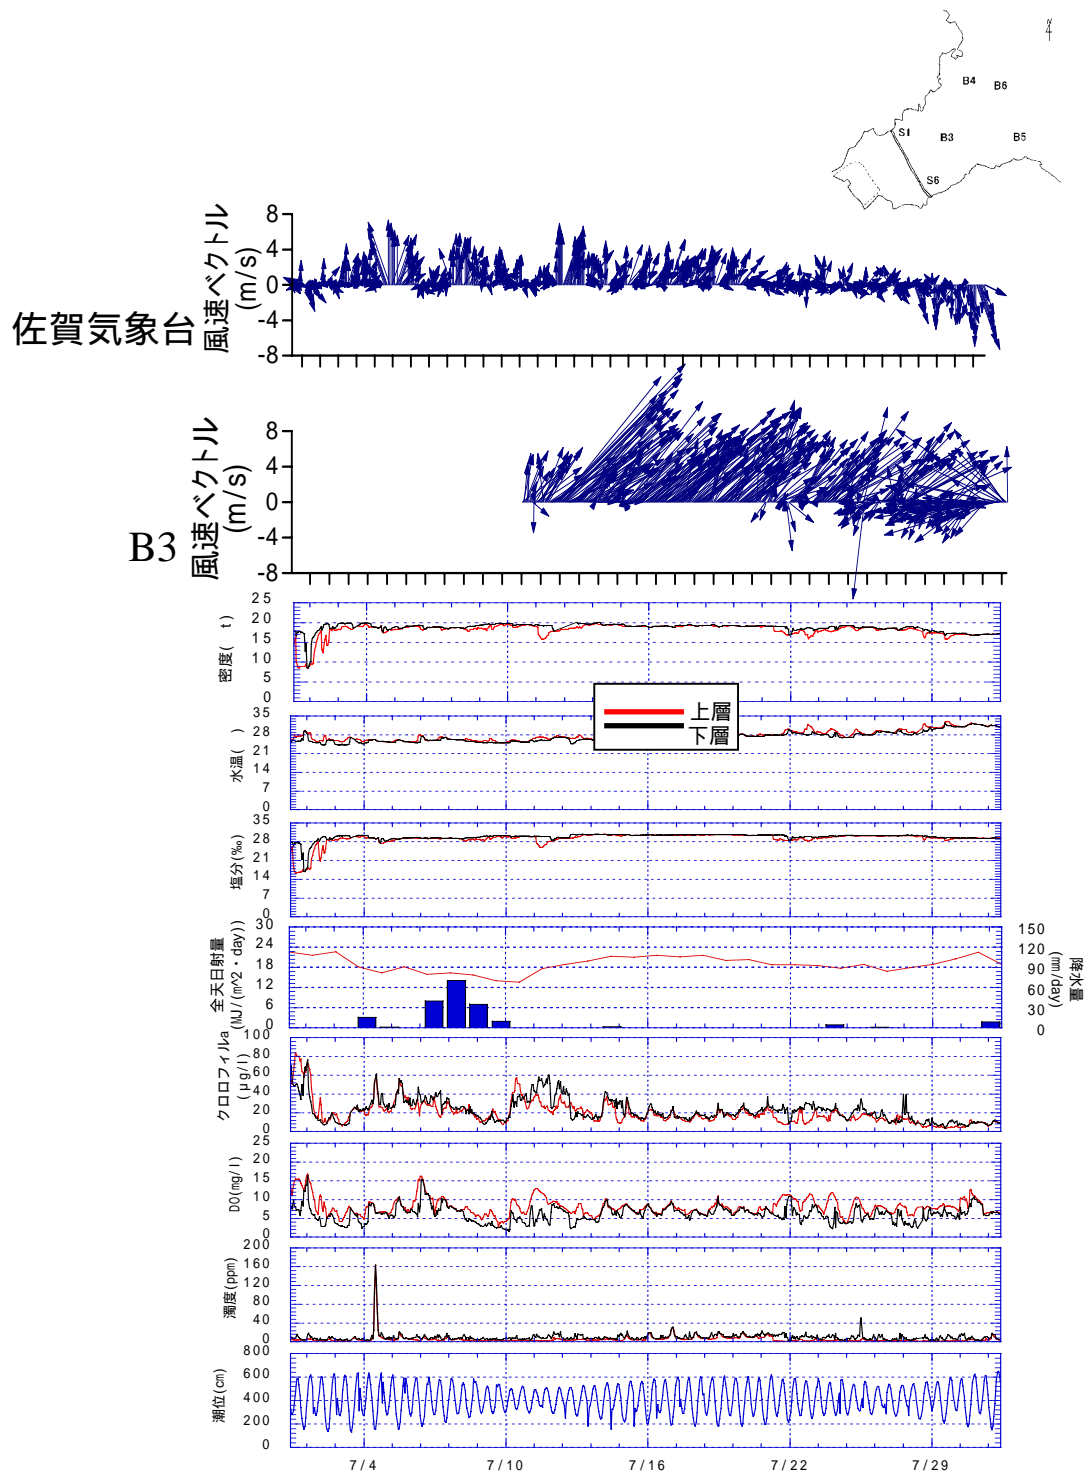 4
B4
B6
S1
B3
B5
S6
佐賀気象台
風速ベクトル
(m/s)
8
4
0
-4
-8
B3
風速ベクトル
(m/s)
8
4
0
-4
-8
密度( t)
25
20
15
10
5
0
上層
下層
水温( )
35
28
21
14
7
0
塩分(‰)
35
28
21
14
7
0
全天日射量
(MJ/(m^2・day))
30
24
18
12
6
0
150
120
90
60
30
0
降水量
(mm/day)
クロロフィルa
(μg/l)
100
80
60
40
20
0
DO(mg/l)
25
20
15
10
5
0
濁度(ppm)
200
160
120
80
40
0
潮位(cm)
800
600
400
200
0
7/4
7/10
7/16
7/22
7/29